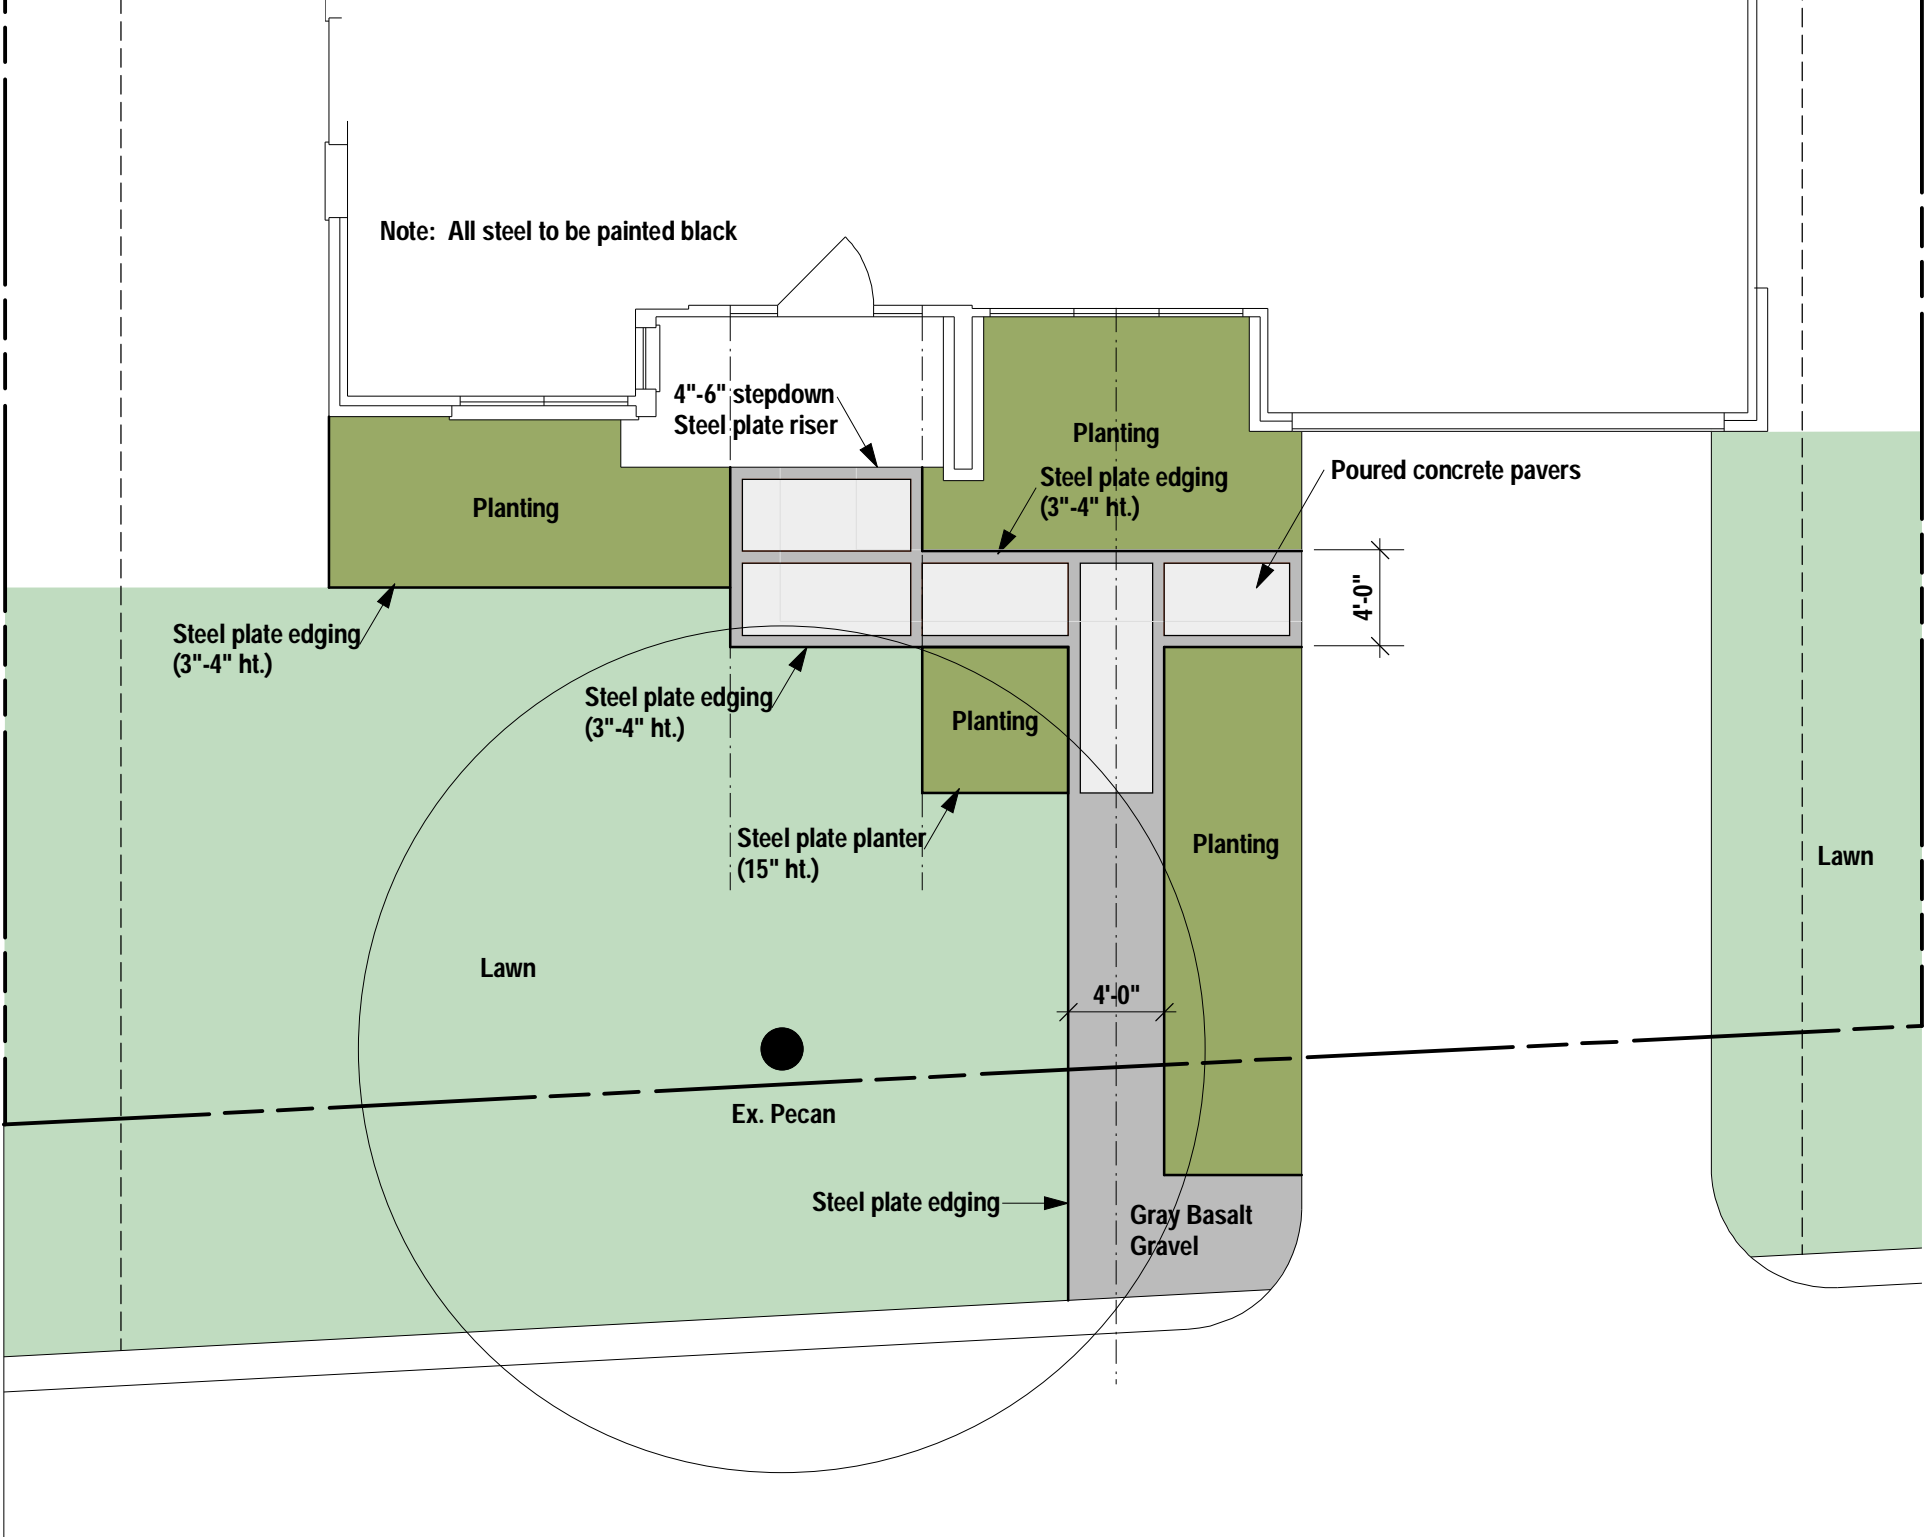 Note:  All steel to be painted black
4"-6" stepdown
Steel plate riser
Planting
Steel plate edging
(3"-4" ht.)
Poured concrete pavers
Planting
4'-0"
Steel plate edging
(3"-4" ht.)
Steel plate edging
(3"-4" ht.)
Planting
Steel plate planter
(15" ht.)
Planting
Lawn
Lawn
4'-0"
Ex. Pecan
Steel plate edging
Gray Basalt
Gravel